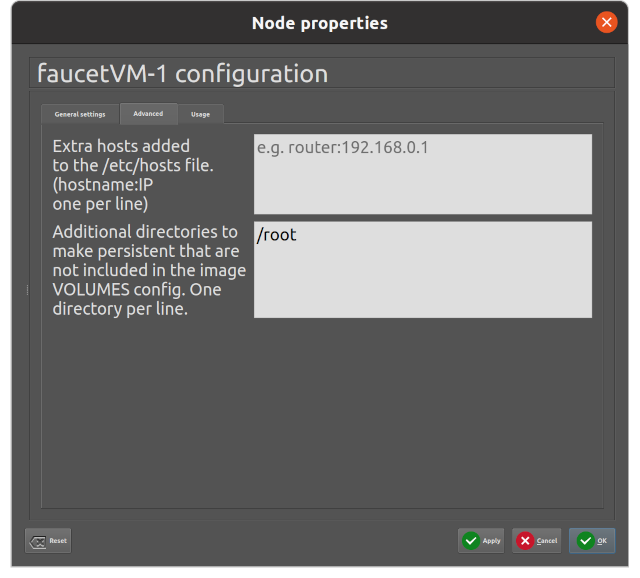 Node properties
faucetVM-1 configuration
General settings
Advanced
Usage
Extra hosts added
to the /etc/hosts file.
(hostname:IP
one per line)
e.g. router:192.168.0.1
Additional directories to
make persistent that are
not included in the image
VOLUMES config. One
directory per line.
/root
Reset
Apply
Cancel
OK